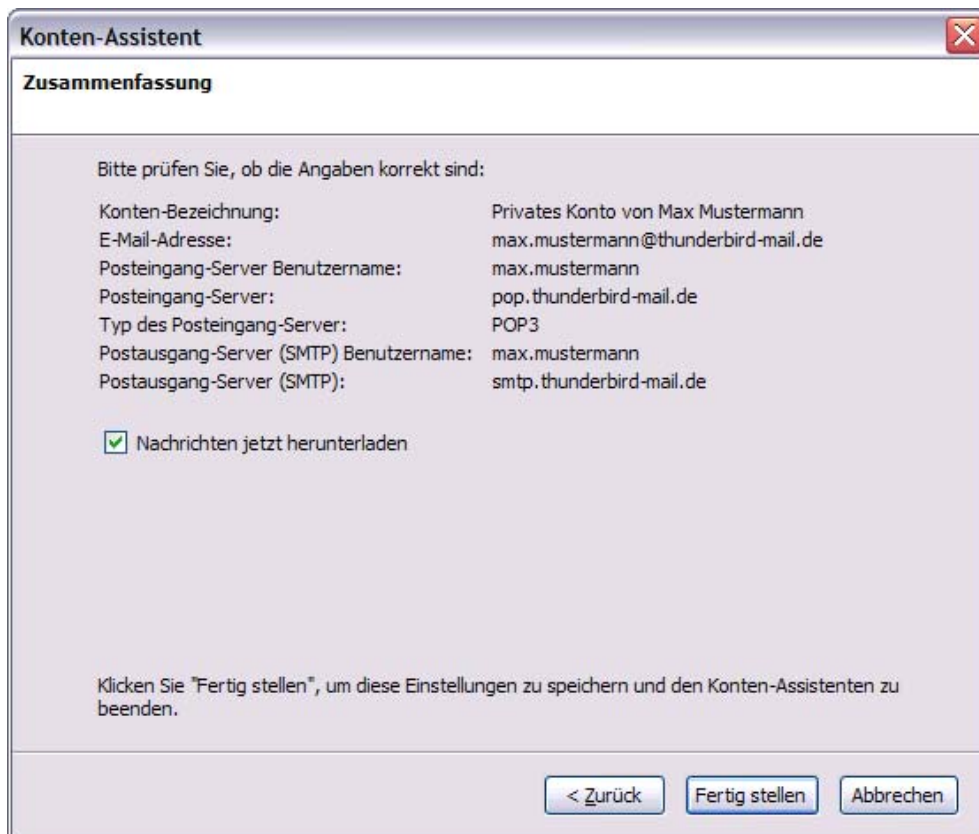 Konten-Assistent
Zusammenfassung
Bitte prüfen Sie, ob die Angaben korrekt sind:
Konten-Bezeichnung: Privates Konto von Max Mustermann
E-Mail-Adresse: max.mustermann@thunderbird-mail.de
Posteingang-Server Benutzername: max.mustermann
Posteingang-Server: pop.thunderbird-mail.de
Typ des Posteingang-Server: POP3
Postausgang-Server (SMTP) Benutzername: max.mustermann
Postausgang-Server (SMTP): smtp.thunderbird-mail.de
Nachrichten jetzt herunterladen
Klicken Sie "Fertig stellen", um diese Einstellungen zu speichern und den Konten-Assistenten zu
beenden.
< Zurück Fertig stellen Abbrechen